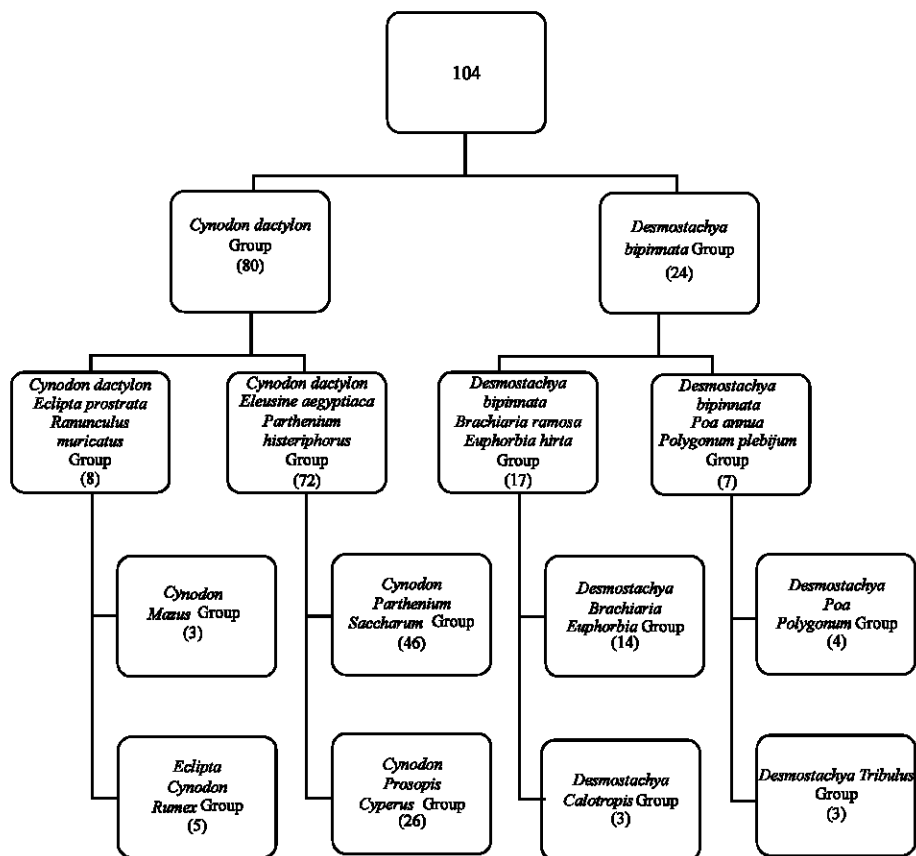 104
Cynodon dactylon
Group
(80)
Desmostachya
bipinnata Group
(24)
Cynodon dactylon
Eclipta prostrata
Ranunculus
muricatus
Group
(8)
Cynodon dactylon
Eleusine aegyptiaca
Parthenium
histeriphorus
Group
(72)
Desmostachya
bipinnata
Brachiaria ramosa
Euphorbia hirta
Group
(17)
Desmostachya
bipinnata
Poa annua
Polygonum plebijum
Group
(7)
Cynodon
Mazus Group
(3)
Cynodon
Parthenium
Saccharum Group
(46)
Desmostachya
Brachiaria
Euphorbia Group
(14)
Desmostachya
Poa
Polygonum Group
(4)
Eclipta
Cynodon
Rumex Group
(5)
Cynodon
Prosopis
Cyperus Group
(26)
Desmostachya
Calotropis Group
(3)
Desmostachya Tribulus
Group
(3)